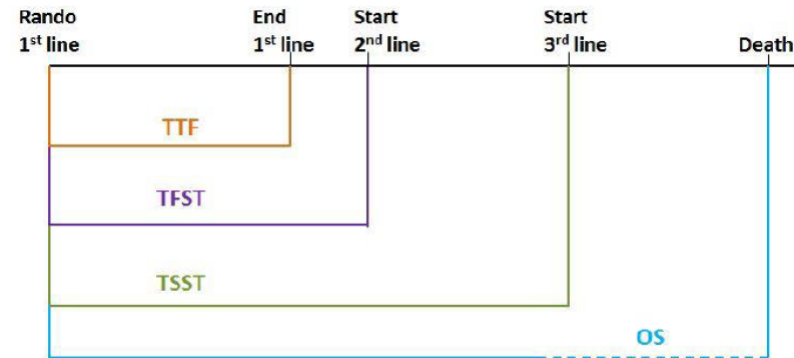 Rando End Start Start
1st line 1st line 2nd line 3rd line Death
TTF
TFST
TSST
OS